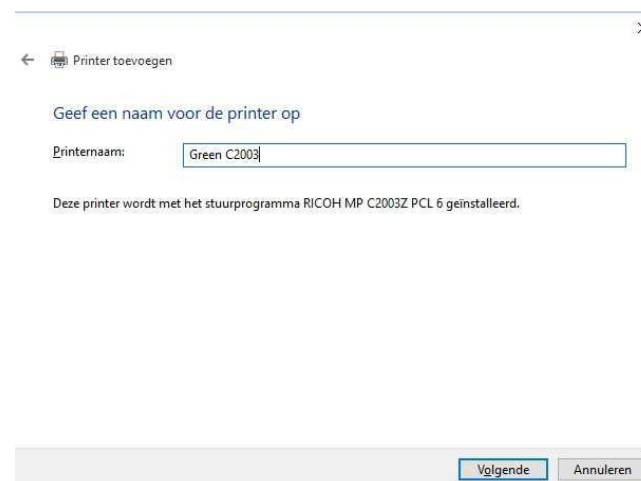 Printer toevoegen
Geef een naam voor de printer op
Printernaam: Green C2003
Deze printer wordt met het stuurprogramma RICOH MP C2003Z PCL 6 geïnstalleerd.
Volgende Annuleren